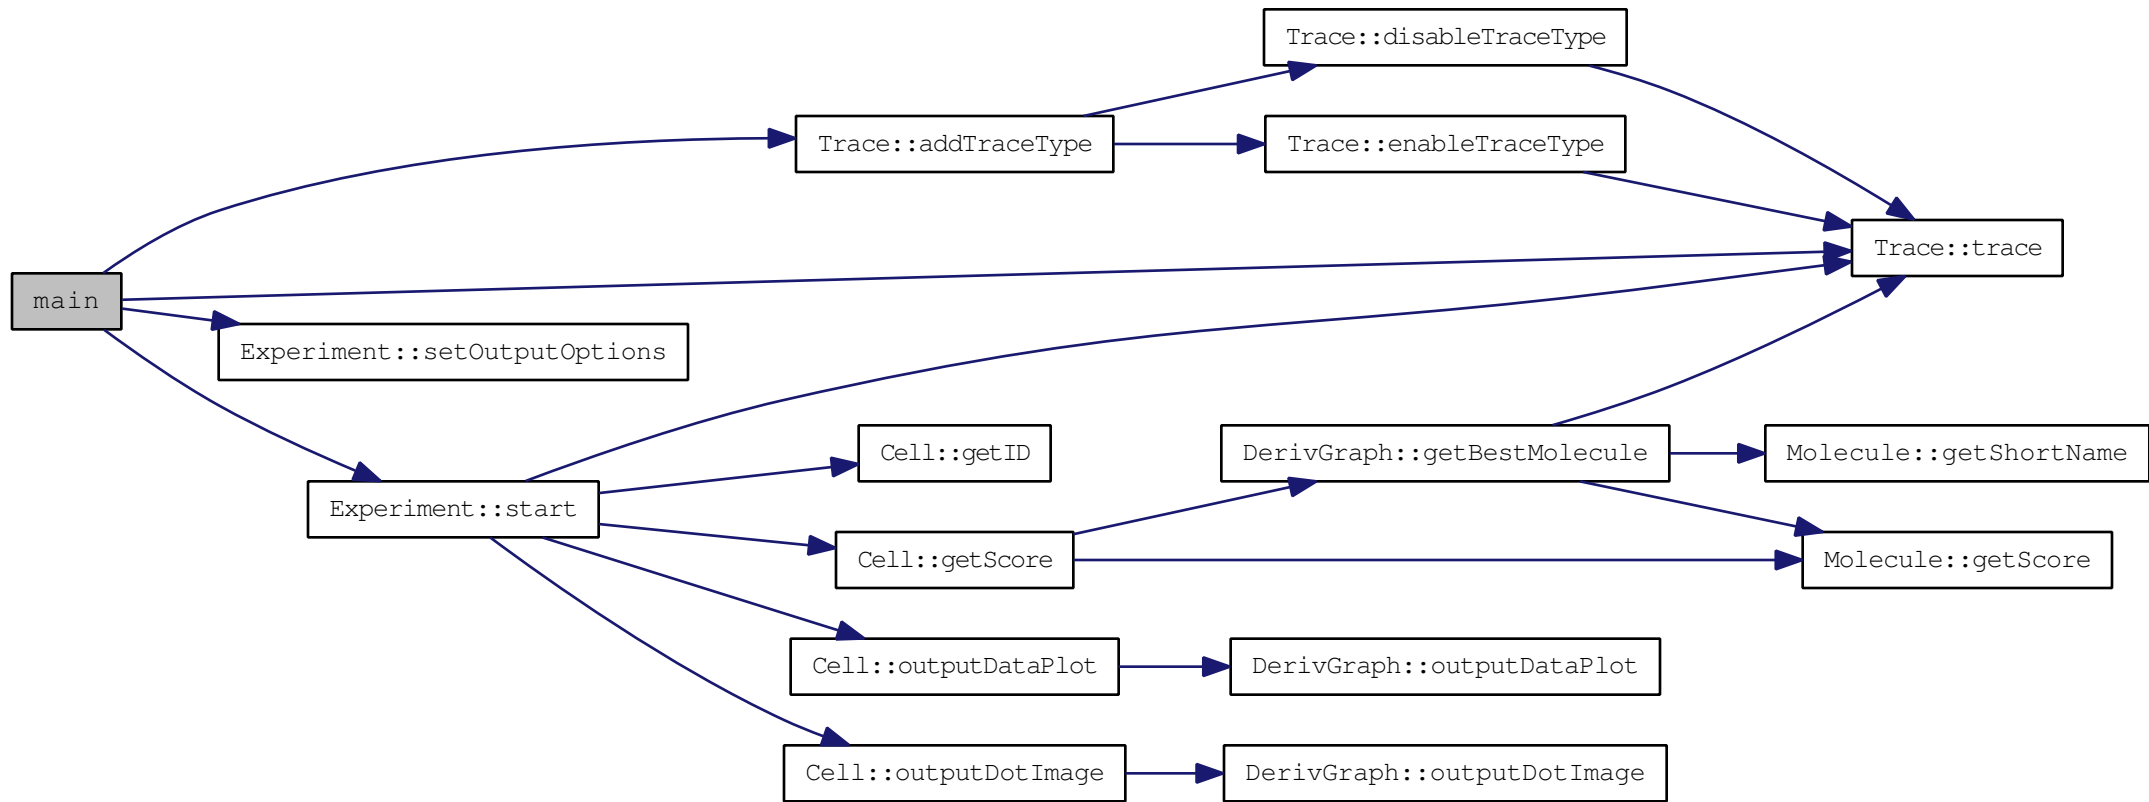 Trace::disableTraceType
Trace::addTraceType
Trace::enableTraceType
Trace::trace
main
Experiment::setOutputOptions
Cell::getID
DerivGraph::getBestMolecule
Molecule::getShortName
Experiment::start
Cell::getScore
Molecule::getScore
Cell::outputDataPlot
DerivGraph::outputDataPlot
Cell::outputDotImage
DerivGraph::outputDotImage